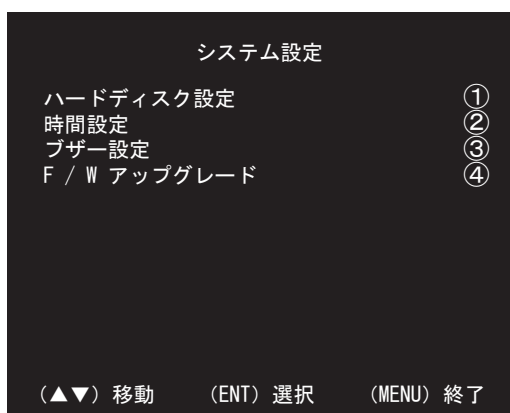 システム設定
ハードディスク設定 ①
時間設定 ②
ブザー設定 ③
F / W アップグレード ④
（▲▼）移動 （ENT）選択 （MENU）終了